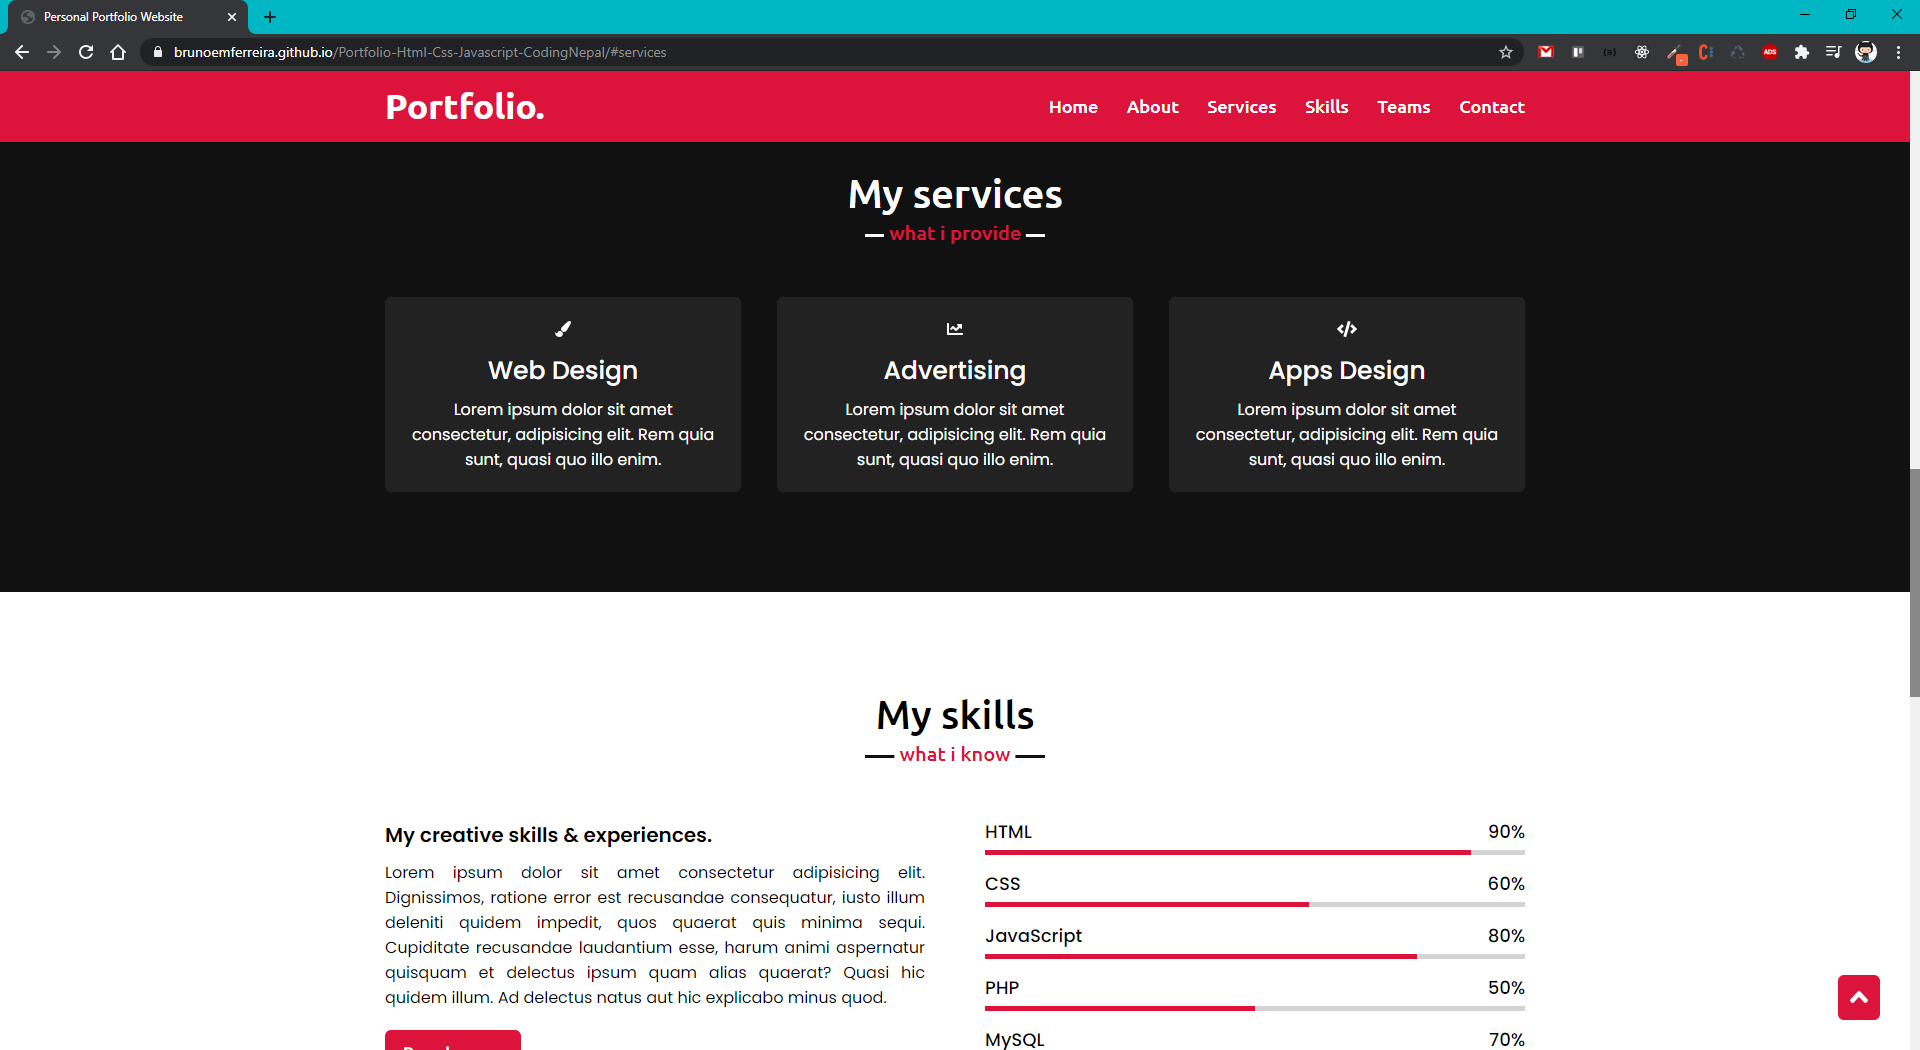 Personal Portfolio Website
brunoemferreira.github.io/Portfolio-Html-Css-Javascript-CodingNepal/#services
ADS
Portfolio.
Home About Services Skills Teams Contact
My services
what i provide
Web Design
Lorem ipsum dolor sit amet
consectetur, adipisicing elit. Rem quia
sunt, quasi quo illo enim.
Advertising
Lorem ipsum dolor sit amet
consectetur, adipisicing elit. Rem quia
sunt, quasi quo illo enim.
Apps Design
Lorem ipsum dolor sit amet
consectetur, adipisicing elit. Rem quia
sunt, quasi quo illo enim.
My skills
what i know
My creative skills & experiences.
Lorem ipsum dolor sit amet consectetur adipisicing elit.
Dignissimos, ratione error est recusandae consequatur, iusto illum
deleniti quidem impedit, quos quaerat quis minima sequi.
Cupiditate recusandae laudantium esse, harum animi aspernatur
quisquam et delectus ipsum quam alias quaerat? Quasi hic
quidem illum. Ad delectus natus aut hic explicabo minus quod.
HTML 90%
CSS 60%
JavaScript 80%
PHP 50%
MySQL 70%